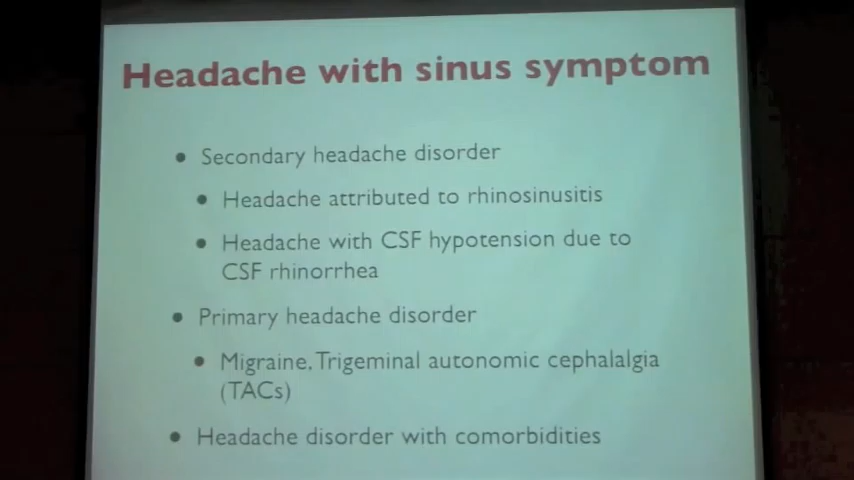 Headache with sinus symptom
• Secondary headache disorder
• Headache attributed to rhinosinusitis
• Headache with CSF hypotension due to
CSF rhinorrhea
• Primary headache disorder
• Migraine, Trigeminal autonomic cephalalgia
(TACs)
• Headache disorder with comorbidities